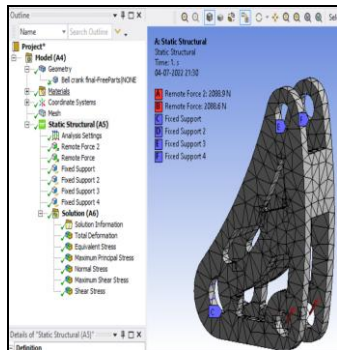 Outline
Name
Search Outline
Project*
Model (A4)
Geometry
Bell crank final-FreeParts|NONE
Materials
Coordinate Systems
Mesh
Static Structural (A5)
Analysis Settings
Remote Force 2
Remote Force
Fixed Support
Fixed Support 2
Fixed Support 3
Fixed Support 4
Solution (A6)
Solution Information
Total Deformation
Equivalent Stress
Maximum Principal Stress
Normal Stress
Maximum Shear Stress
Shear Stress
Details of "Static Structural (A5)"
Definition
Sel
A: Static Structural
Static Structural
Time: 1. s
04-07-2022 21:30
A Remote Force 2: 2088.9 N
B Remote Force: 2088.6 N
C Fixed Support
D Fixed Support 2
E Fixed Support 3
F Fixed Support 4